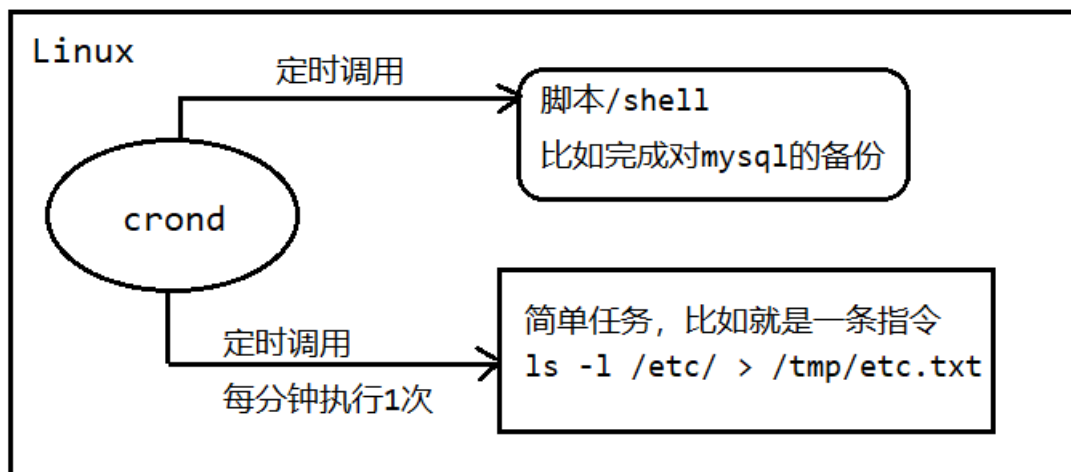 Linux
定时调用
脚本/shell
比如完成对mysql的备份
crond
定时调用
每分钟执行1次
简单任务，比如就是一条指令
ls -l /etc/ > /tmp/etc.txt